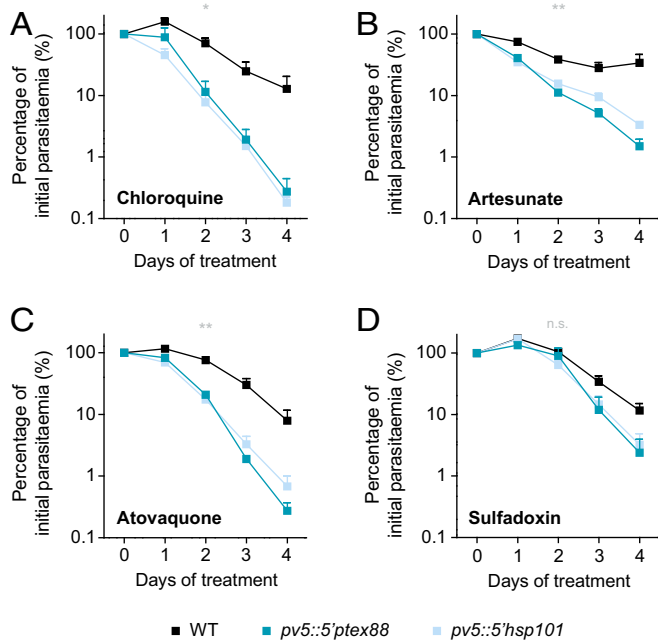 A
*
Percentage of
initial parasitaemia (%)
100
10
1
0.1
Chloroquine
0 1 2 3 4
Days of treatment
B
**
Percentage of
initial parasitaemia (%)
100
10
1
0.1
Artesunate
0 1 2 3 4
Days of treatment
C
**
Percentage of
initial parasitaemia (%)
100
10
1
0.1
Atovaquone
0 1 2 3 4
Days of treatment
D
n.s.
Percentage of
initial parasitaemia (%)
100
10
1
0.1
Sulfadoxin
0 1 2 3 4
Days of treatment
WT pv5::5'ptex88 pv5::5'hsp101